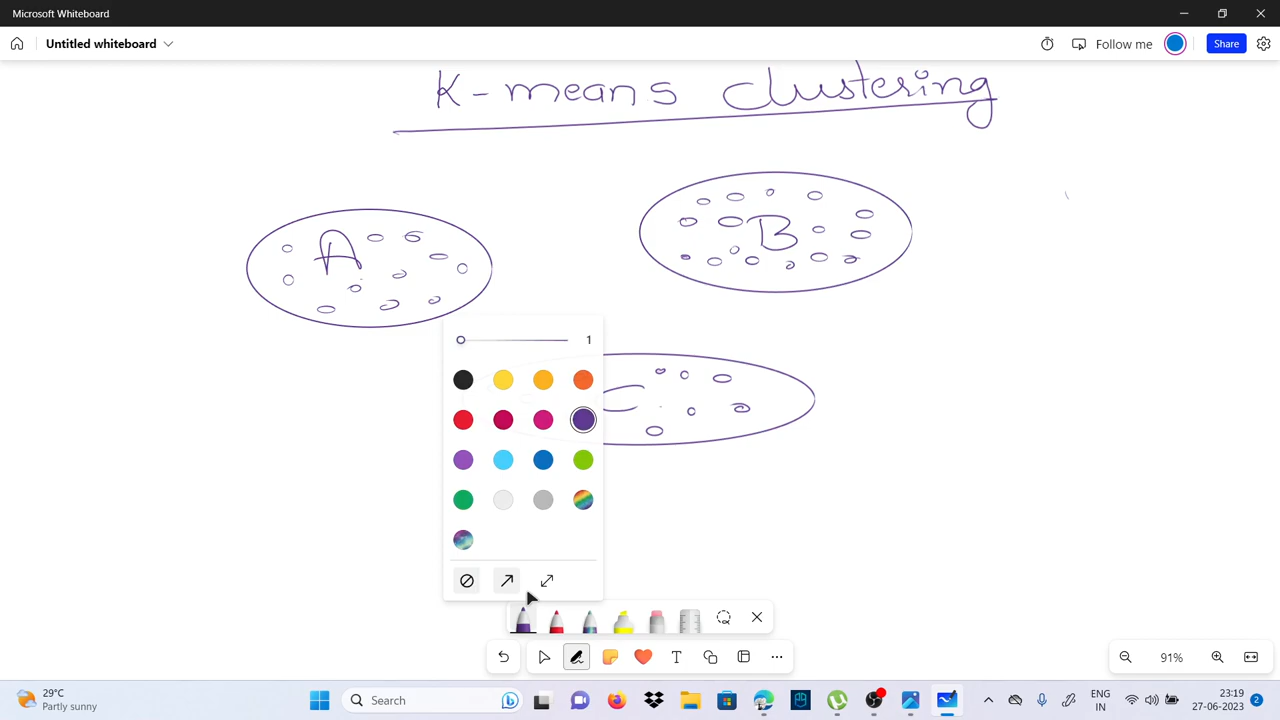 Microsoft Whiteboard
Untitled whiteboard
Follow me
Share
K-means clustering
A
B
C
1
91%
29°C
Partly sunny
Search
ENG
IN
23:19
27-06-2023
2